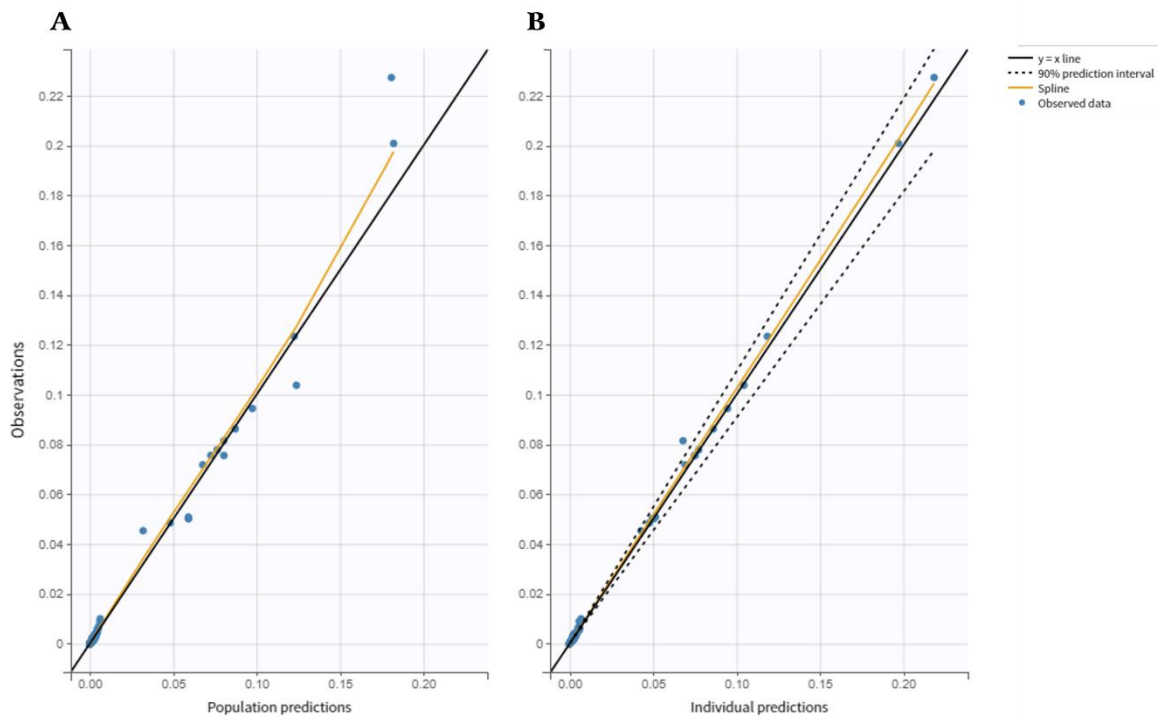 A
B
y = x line
90% prediction interval
Spline
Observed data
Observations
0.22
0.2
0.18
0.16
0.14
0.12
0.1
0.08
0.06
0.04
0.02
0
0.00 0.05 0.10 0.15 0.20
Population predictions
0.22
0.2
0.18
0.16
0.14
0.12
0.1
0.08
0.06
0.04
0.02
0
0.00 0.05 0.10 0.15 0.20
Individual predictions